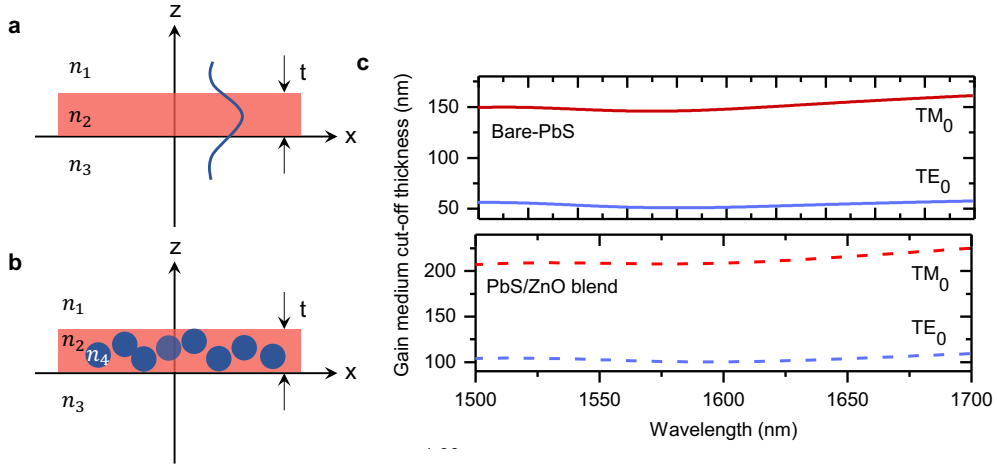 a
z
n₁
t
n₂
x
n₃
b
z
n₁
t
n₂
n₄
x
n₃
c
Gain medium cut-off thickness (nm)
150
100
50
Bare-PbS
TM₀
TE₀
200
150
100
PbS/ZnO blend
TM₀
TE₀
1500 1550 1600 1650 1700
Wavelength (nm)